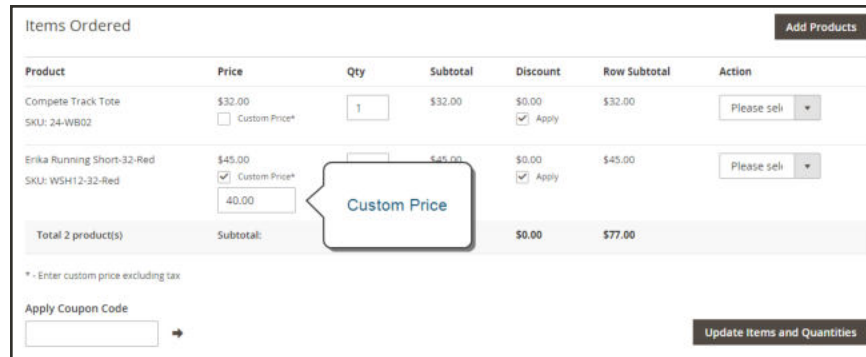 Items Ordered
Add Products
Product Price Qty Subtotal Discount Row Subtotal Action
Compete Track Tote $32.00 1 $32.00 $0.00 $32.00 Please sel
SKU: 24-WB02 Custom Price* Apply
Erika Running Short-32-Red $45.00 $45.00 $0.00 $45.00 Please sel
SKU: WSH12-32-Red Custom Price* Apply
40.00
Custom Price
Total 2 product(s) Subtotal: $0.00 $77.00
* - Enter custom price excluding tax
Apply Coupon Code
Update Items and Quantities